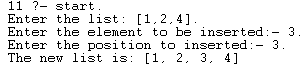 11 ?- start.
Enter the list: [1,2,4].
Enter the element to be inserted:- 3.
Enter the position to inserted:- 3.
The new list is: [1, 2, 3, 4]